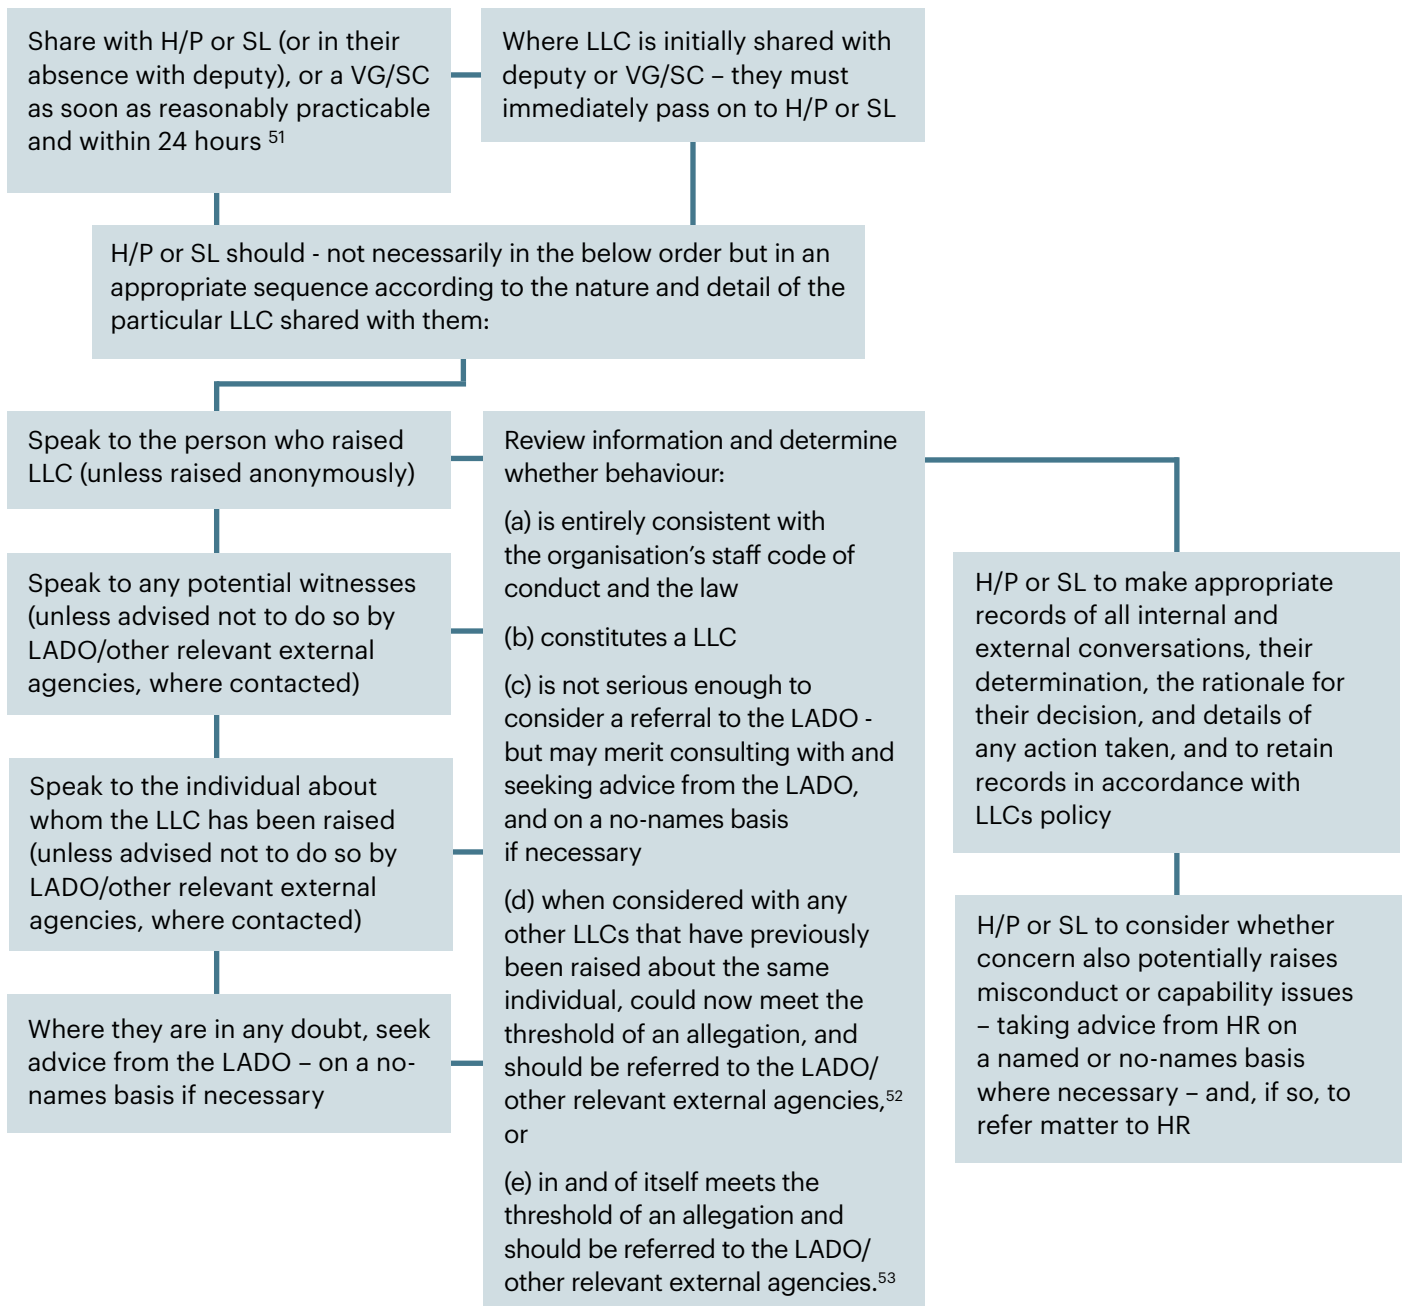 Share with H/P or SL (or in their
absence with deputy), or a VG/SC
as soon as reasonably practicable
and within 24 hours 51
Where LLC is initially shared with
deputy or VG/SC – they must
immediately pass on to H/P or SL
H/P or SL should - not necessarily in the below order but in an
appropriate sequence according to the nature and detail of the
particular LLC shared with them:
Speak to the person who raised
LLC (unless raised anonymously)
Speak to any potential witnesses
(unless advised not to do so by
LADO/other relevant external
agencies, where contacted)
Speak to the individual about
whom the LLC has been raised
(unless advised not to do so by
LADO/other relevant external
agencies, where contacted)
Where they are in any doubt, seek
advice from the LADO – on a no-
names basis if necessary
Review information and determine
whether behaviour:
(a) is entirely consistent with
the organisation’s staff code of
conduct and the law
(b) constitutes a LLC
(c) is not serious enough to
consider a referral to the LADO -
but may merit consulting with and
seeking advice from the LADO,
and on a no-names basis
if necessary
(d) when considered with any
other LLCs that have previously
been raised about the same
individual, could now meet the
threshold of an allegation, and
should be referred to the LADO/
other relevant external agencies,52
or
(e) in and of itself meets the
threshold of an allegation and
should be referred to the LADO/
other relevant external agencies.53
H/P or SL to make appropriate
records of all internal and
external conversations, their
determination, the rationale for
their decision, and details of
any action taken, and to retain
records in accordance with
LLCs policy
H/P or SL to consider whether
concern also potentially raises
misconduct or capability issues
– taking advice from HR on
a named or no-names basis
where necessary – and, if so, to
refer matter to HR